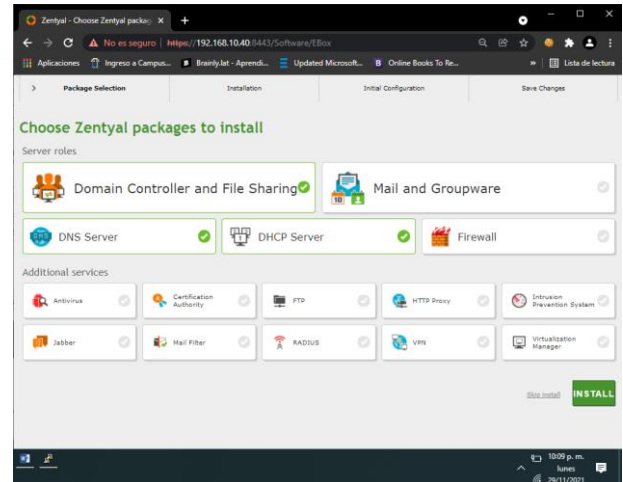 Zentyal - Choose Zentyal packag
No es seguro | https://192.168.10.40:8443/Software/EBox
Aplicaciones Ingreso a Campus... Brainly.lat - Aprendi... Updated Microsoft... Online Books To Re... » Lista de lectura
Package Selection Installation Initial Configuration Save Changes
Choose Zentyal packages to install
Server roles
Domain Controller and File Sharing Mail and Groupware
DNS Server DHCP Server Firewall
Additional services
Antivirus Certification Authority FTP HTTP Proxy Intrusion Prevention System
Jabber Mail Filter RADIUS VPN Virtualization Manager
Skip install INSTALL
10:09 p. m.
lunes
29/11/2021